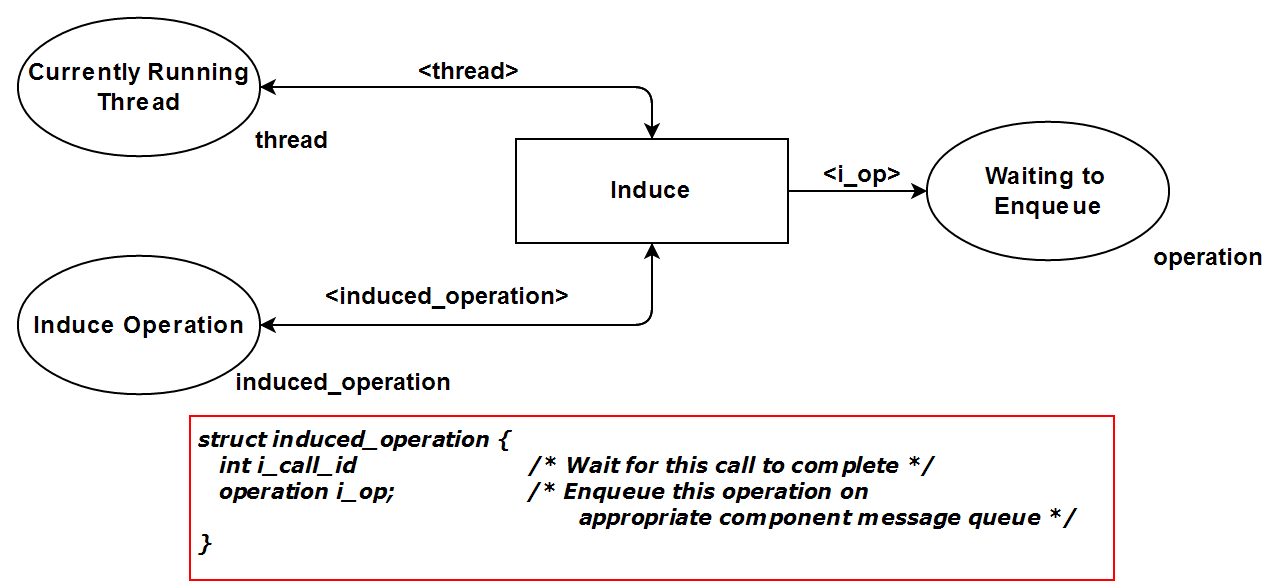 Currently Running
Thread
<thread>
thread
Induce
<i_op>
Waiting to
Enqueue
operation
<induced_operation>
Induce Operation
induced_operation
struct induced_operation {
int i_call_id /* Wait for this call to complete */
operation i_op; /* Enqueue this operation on
appropriate component message queue */
}